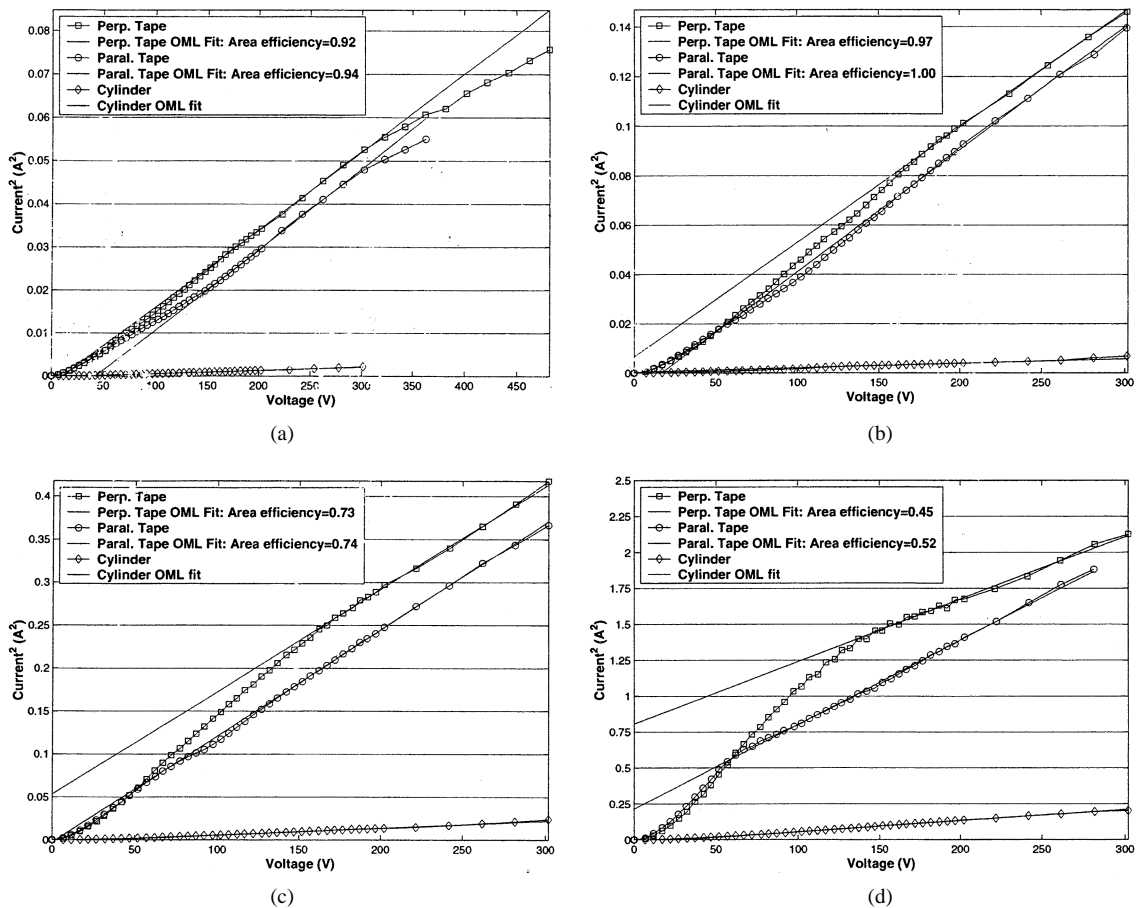 Perp. Tape
Perp. Tape OML Fit: Area efficiency=0.92
Paral. Tape
Paral. Tape OML Fit: Area efficiency=0.94
Cylinder
Cylinder OML fit
0.08
0.07
0.06
0.05
0.04
0.03
0.02
0.01
0
Current² (A²)
0 50 100 150 200 250 300 350 400 450
Voltage (V)
(a)
Perp. Tape
Perp. Tape OML Fit: Area efficiency=0.97
Paral. Tape
Paral. Tape OML Fit: Area efficiency=1.00
Cylinder
Cylinder OML fit
0.14
0.12
0.1
0.08
0.06
0.04
0.02
0
Current² (A²)
0 50 100 150 200 250 300
Voltage (V)
(b)
Perp. Tape
Perp. Tape OML Fit: Area efficiency=0.73
Paral. Tape
Paral. Tape OML Fit: Area efficiency=0.74
Cylinder
Cylinder OML fit
0.4
0.35
0.3
0.25
0.2
0.15
0.1
0.05
0
Current² (A²)
0 50 100 150 200 250 300
Voltage (V)
(c)
Perp. Tape
Perp. Tape OML Fit: Area efficiency=0.45
Paral. Tape
Paral. Tape OML Fit: Area efficiency=0.52
Cylinder
Cylinder OML fit
2.5
2.25
2
1.75
1.5
1.25
1
0.75
0.5
0.25
0
Current² (A²)
0 50 100 150 200 250 300
Voltage (V)
(d)